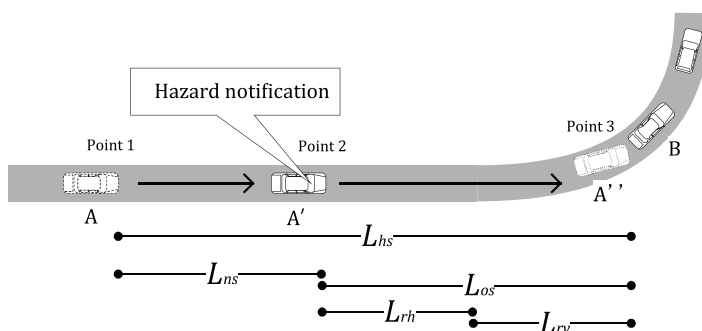 Hazard notification
Point 1
Point 2
Point 3
B
A''
A
A'
Lhs
Lns
Los
Lrh
Lrv